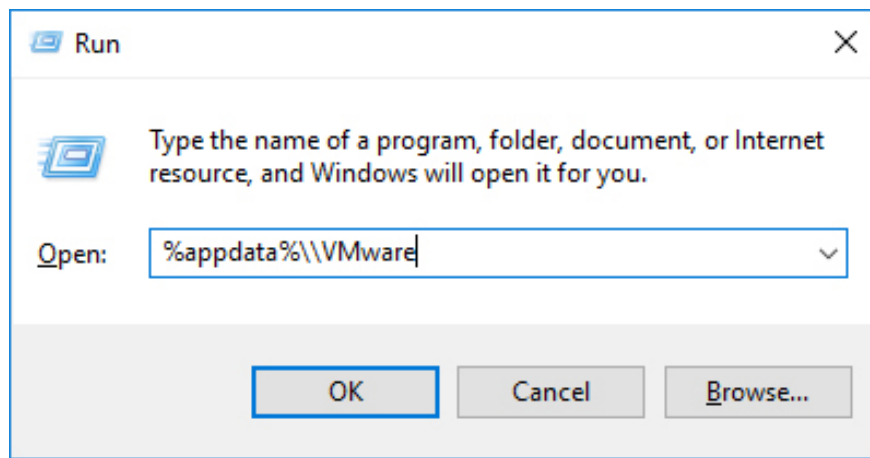 Run
Type the name of a program, folder, document, or Internet
resource, and Windows will open it for you.
Open: %appdata%\\VMware
OK Cancel Browse...